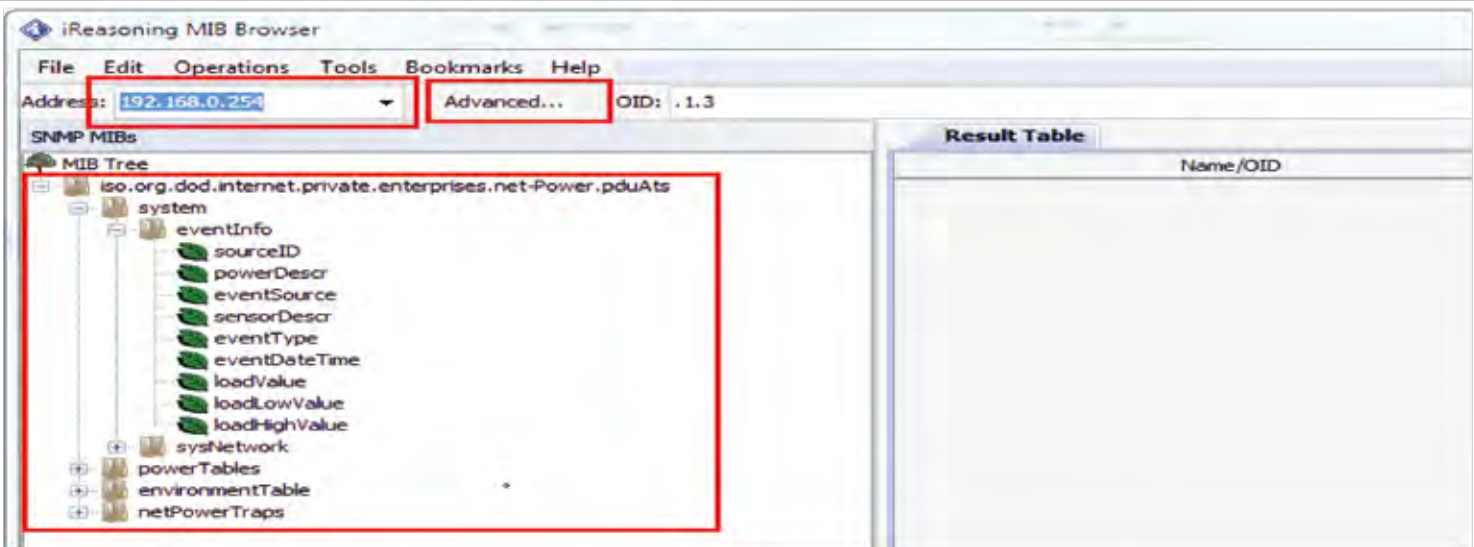 iReasoning MIB Browser
File Edit Operations Tools Bookmarks Help
Address: 192.168.0.254 Advanced... OID: .1.3
SNMP MIBs
Result Table
MIB Tree
Name/OID
iso.org.dod.internet.private.enterprises.net-Power.pduAts
system
eventInfo
sourceID
powerDescr
eventSource
sensorDescr
eventType
eventDateTime
loadValue
loadLowValue
loadHighValue
sysNetwork
powerTables
environmentTable
netPowerTraps